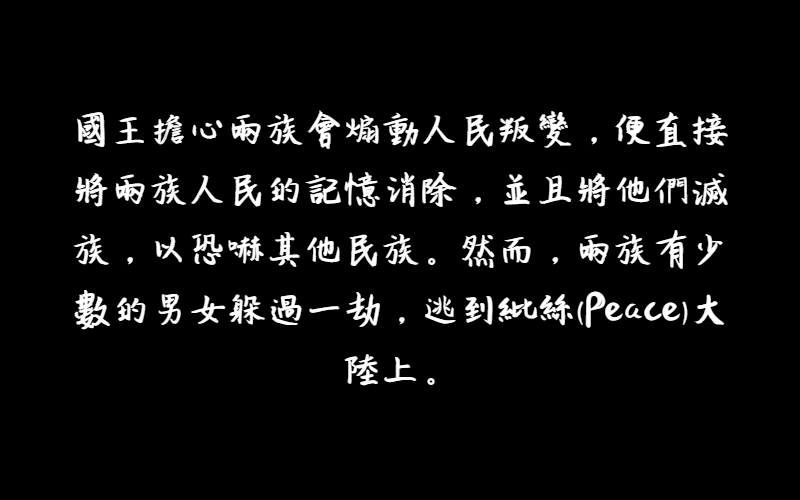 國王擔心兩族會煽動人民叛變，便直接
將兩族人民的記憶消除，並且將他們滅
族，以恐嚇其他民族。然而，兩族有少
數的男女躲過一劫，逃到紕絲(Peace)大
陸上。